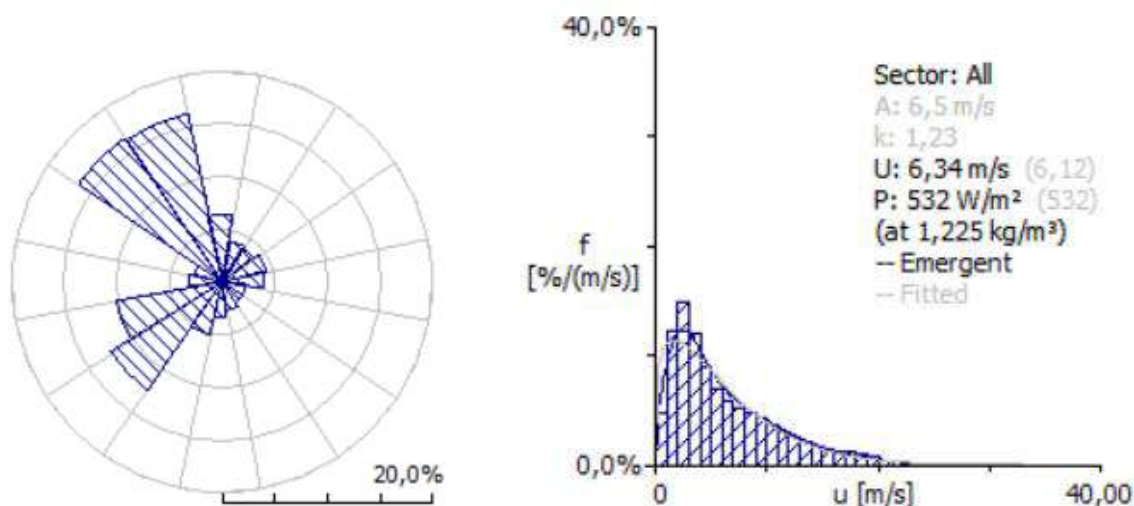 20,0%
40,0%
f
[%/(m/s)]
0,0%
0
u [m/s]
40,00
Sector: All
A: 6,5 m/s
k: 1,23
U: 6,34 m/s (6,12)
P: 532 W/m² (532)
(at 1,225 kg/m³)
-- Emergent
-- Fitted